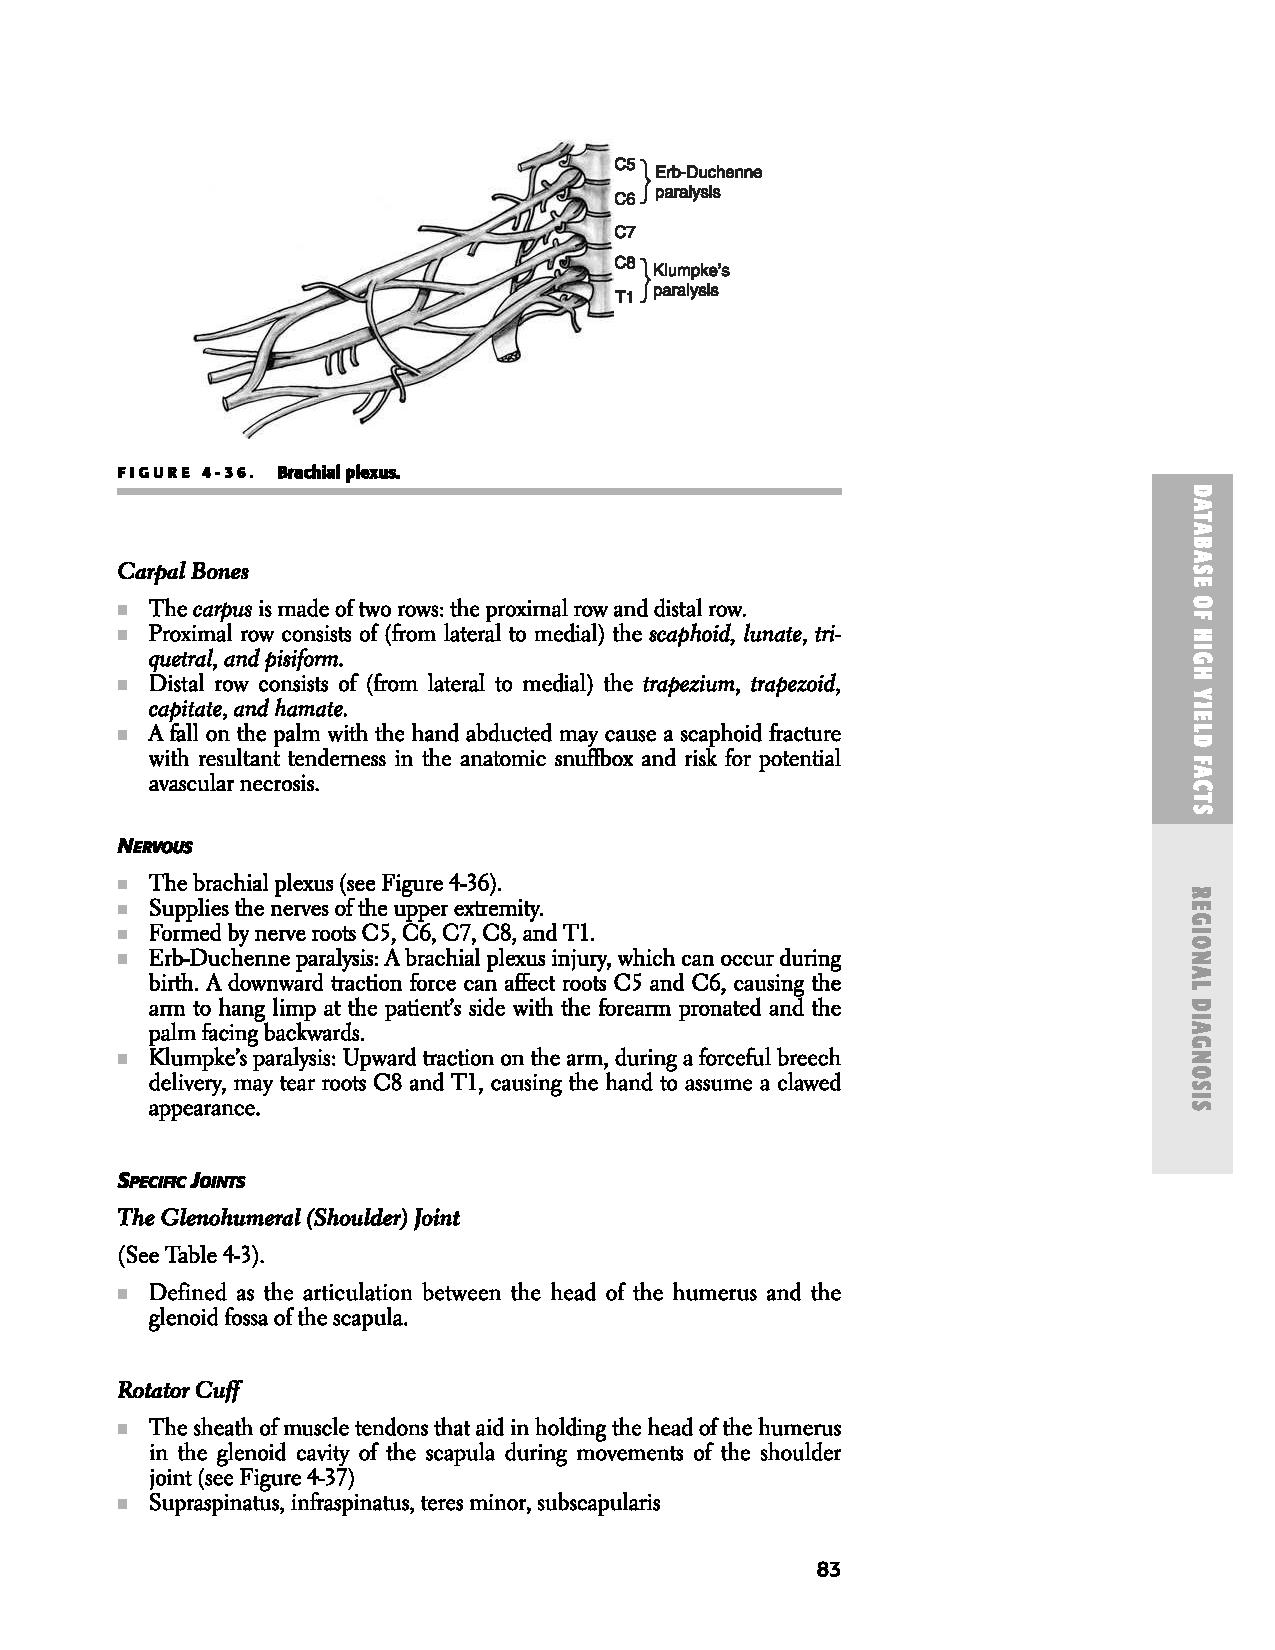 C5
Erb-Duchenne
C6
paralysis
C7
C8
Klumpke's
T1
paralysis
FIGURE 4-36. Brachial plexus.
Carpal Bones
■ The carpus is made of two rows: the proximal row and distal row.
■ Proximal row consists of (from lateral to medial) the scaphoid, lunate, tri-
quetral, and pisiform.
■ Distal row consists of (from lateral to medial) the trapezium, trapezoid,
capitate, and hamate.
■ A fall on the palm with the hand abducted may cause a scaphoid fracture
with resultant tenderness in the anatomic snuffbox and risk for potential
avascular necrosis.
NERVOUS
■ The brachial plexus (see Figure 4-36).
■ Supplies the nerves of the upper extremity.
■ Formed by nerve roots C5, C6, C7, C8, and T1.
■ Erb-Duchenne paralysis: A brachial plexus injury, which can occur during
birth. A downward traction force can affect roots C5 and C6, causing the
arm to hang limp at the patient's side with the forearm pronated and the
palm facing backwards.
■ Klumpke's paralysis: Upward traction on the arm, during a forceful breech
delivery, may tear roots C8 and T1, causing the hand to assume a clawed
appearance.
SPECIFIC JOINTS
The Glenohumeral (Shoulder) Joint
(See Table 4-3).
■ Defined as the articulation between the head of the humerus and the
glenoid fossa of the scapula.
Rotator Cuff
■ The sheath of muscle tendons that aid in holding the head of the humerus
in the glenoid cavity of the scapula during movements of the shoulder
joint (see Figure 4-37)
■ Supraspinatus, infraspinatus, teres minor, subscapularis
83
DATABASE OF HIGH YIELD FACTS
REGIONAL DIAGNOSIS